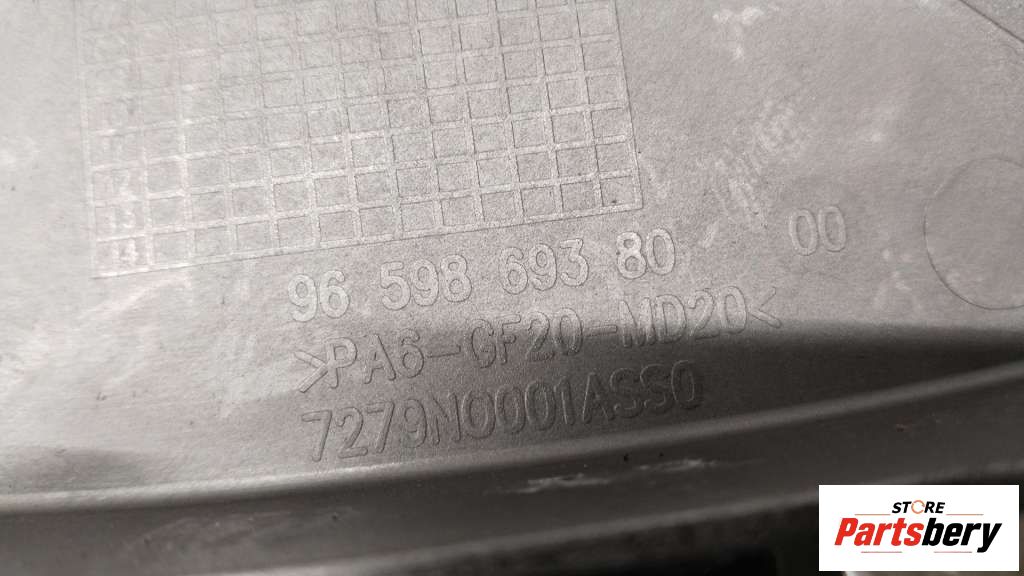 96 598 693 80 00
>PA6-GF20-MD20<
7279N0001ASS0
STORE
Partsbery